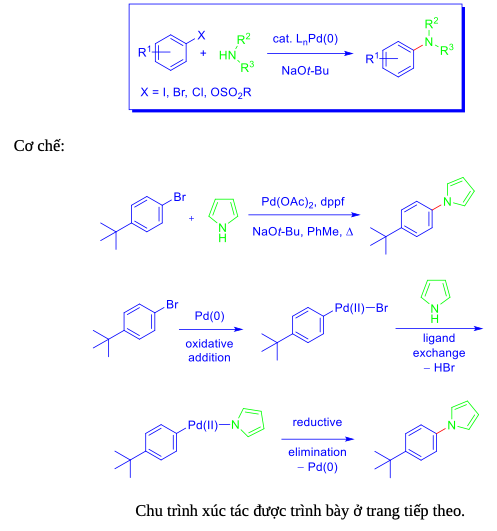 X
R¹ + HN R² R³ cat. LₙPd(0) NaOt-Bu R¹ N R² R³
X = I, Br, Cl, OSO₂R
Cơ chế:
Br + N H Pd(OAc)₂, dppf NaOt-Bu, PhMe, Δ N
Br Pd(0) oxidative addition Pd(II)—Br N H ligand exchange – HBr
Pd(II)—N reductive elimination – Pd(0) N
Chu trình xúc tác được trình bày ở trang tiếp theo.